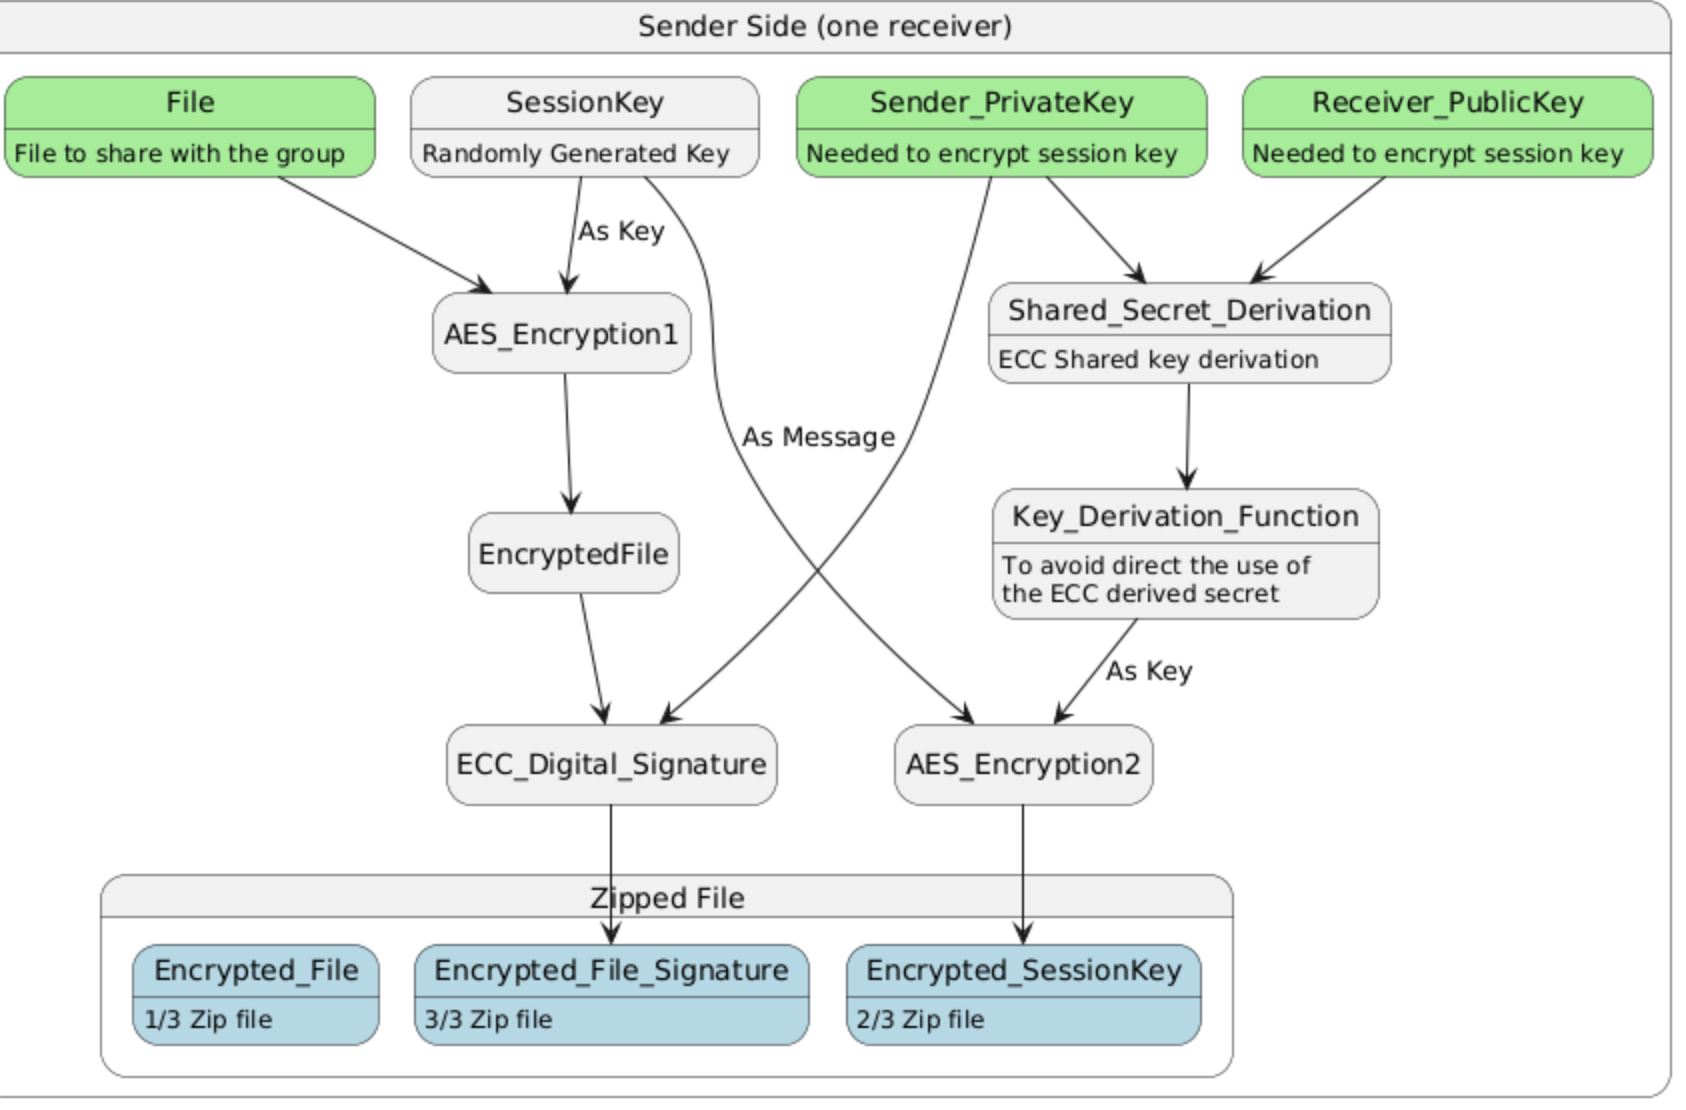 Sender Side (one receiver)
File
File to share with the group
SessionKey
Randomly Generated Key
Sender_PrivateKey
Needed to encrypt session key
Receiver_PublicKey
Needed to encrypt session key
As Key
AES_Encryption1
Shared_Secret_Derivation
ECC Shared key derivation
As Message
EncryptedFile
Key_Derivation_Function
To avoid direct the use of
the ECC derived secret
As Key
ECC_Digital_Signature
AES_Encryption2
Zipped File
Encrypted_File
1/3 Zip file
Encrypted_File_Signature
3/3 Zip file
Encrypted_SessionKey
2/3 Zip file